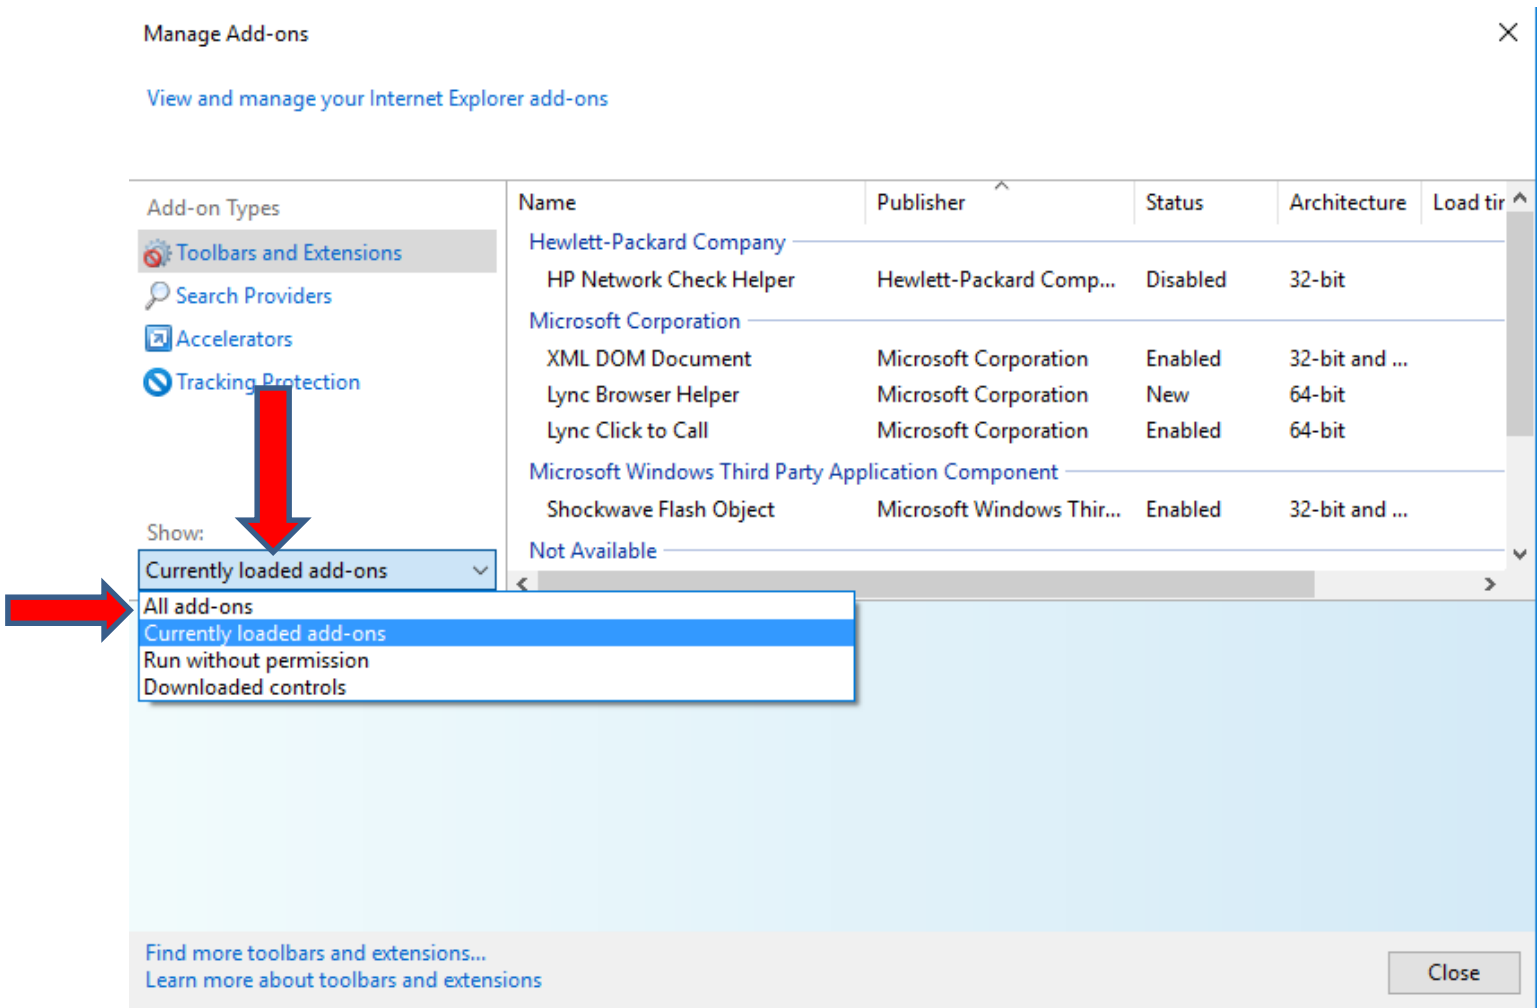 Manage Add-ons
View and manage your Internet Explorer add-ons
Add-on Types
Toolbars and Extensions
Search Providers
Accelerators
Tracking Protection
Show:
Currently loaded add-ons
All add-ons
Currently loaded add-ons
Run without permission
Downloaded controls
Name Publisher Status Architecture Load tir
Hewlett-Packard Company
HP Network Check Helper Hewlett-Packard Comp... Disabled 32-bit
Microsoft Corporation
XML DOM Document Microsoft Corporation Enabled 32-bit and ...
Lync Browser Helper Microsoft Corporation New 64-bit
Lync Click to Call Microsoft Corporation Enabled 64-bit
Microsoft Windows Third Party Application Component
Shockwave Flash Object Microsoft Windows Thir... Enabled 32-bit and ...
Not Available
Find more toolbars and extensions...
Learn more about toolbars and extensions
Close